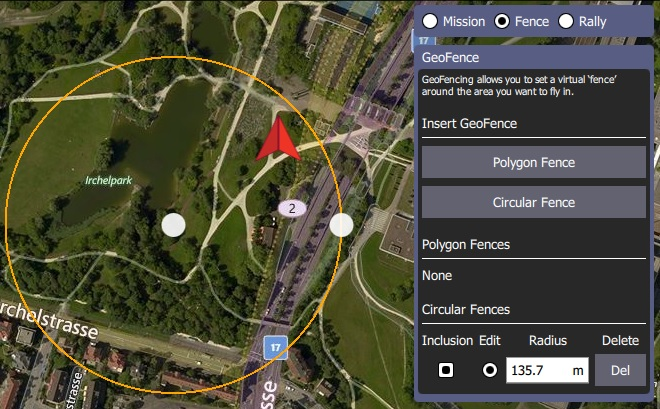 Mission Fence Rally
17
GeoFence
GeoFencing allows you to set a virtual 'fence'
around the area you want to fly in.
Insert GeoFence
Polygon Fence
Irchelpark
Circular Fence
2
Polygon Fences
None
Circular Fences
rchelstrasse
Inclusion Edit Radius Delete
17
135.7 m Del
strasse
sse